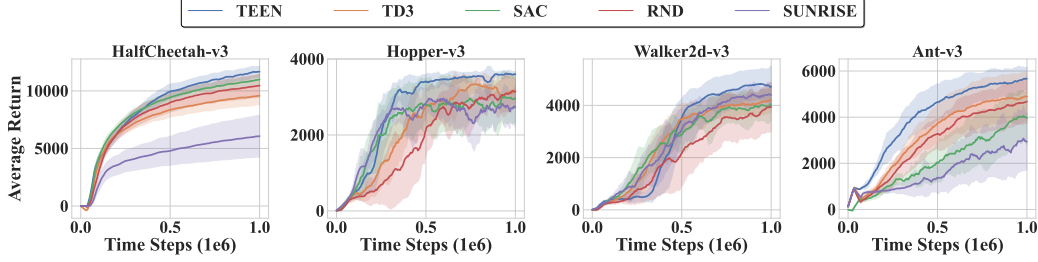 TEEN TD3 SAC RND SUNRISE
HalfCheetah-v3 Hopper-v3 Walker2d-v3 Ant-v3
Average Return
10000
5000
0
0.0 0.5 1.0
Time Steps (1e6)
4000
2000
0
0.0 0.5 1.0
Time Steps (1e6)
4000
2000
0
0.0 0.5 1.0
Time Steps (1e6)
6000
4000
2000
0
0.0 0.5 1.0
Time Steps (1e6)